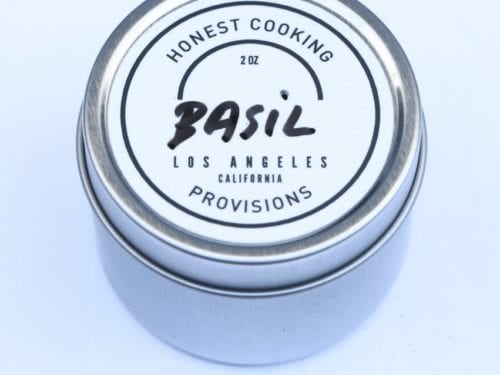 HONEST COOKING
2 OZ
BASIL
LOS ANGELES
CALIFORNIA
PROVISIONS